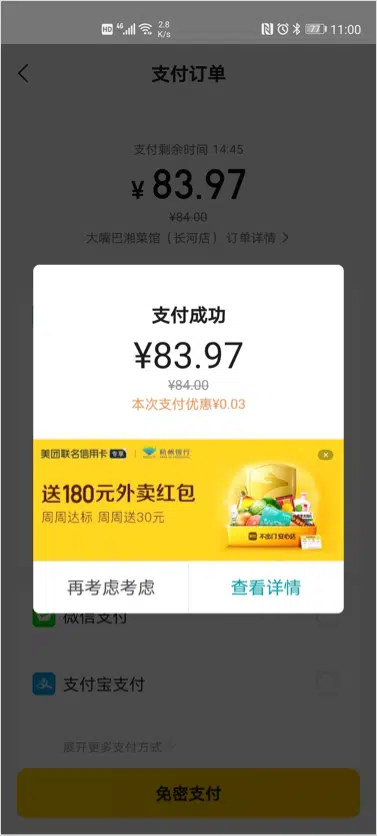 HD 4G 2.8 K/s 77 11:00
支付订单
支付剩余时间 14:45
¥83.97
¥84.00
大嘴巴湘菜馆（长河店） 订单详情
支付成功
¥83.97
¥84.00
本次支付优惠¥0.03
美团联名信用卡 专享 杭州银行
送180元外卖红包
周周达标 周周送30元
不出门 安心店
再考虑考虑 查看详情
微信支付
支付宝支付
展开更多支付方式
免密支付